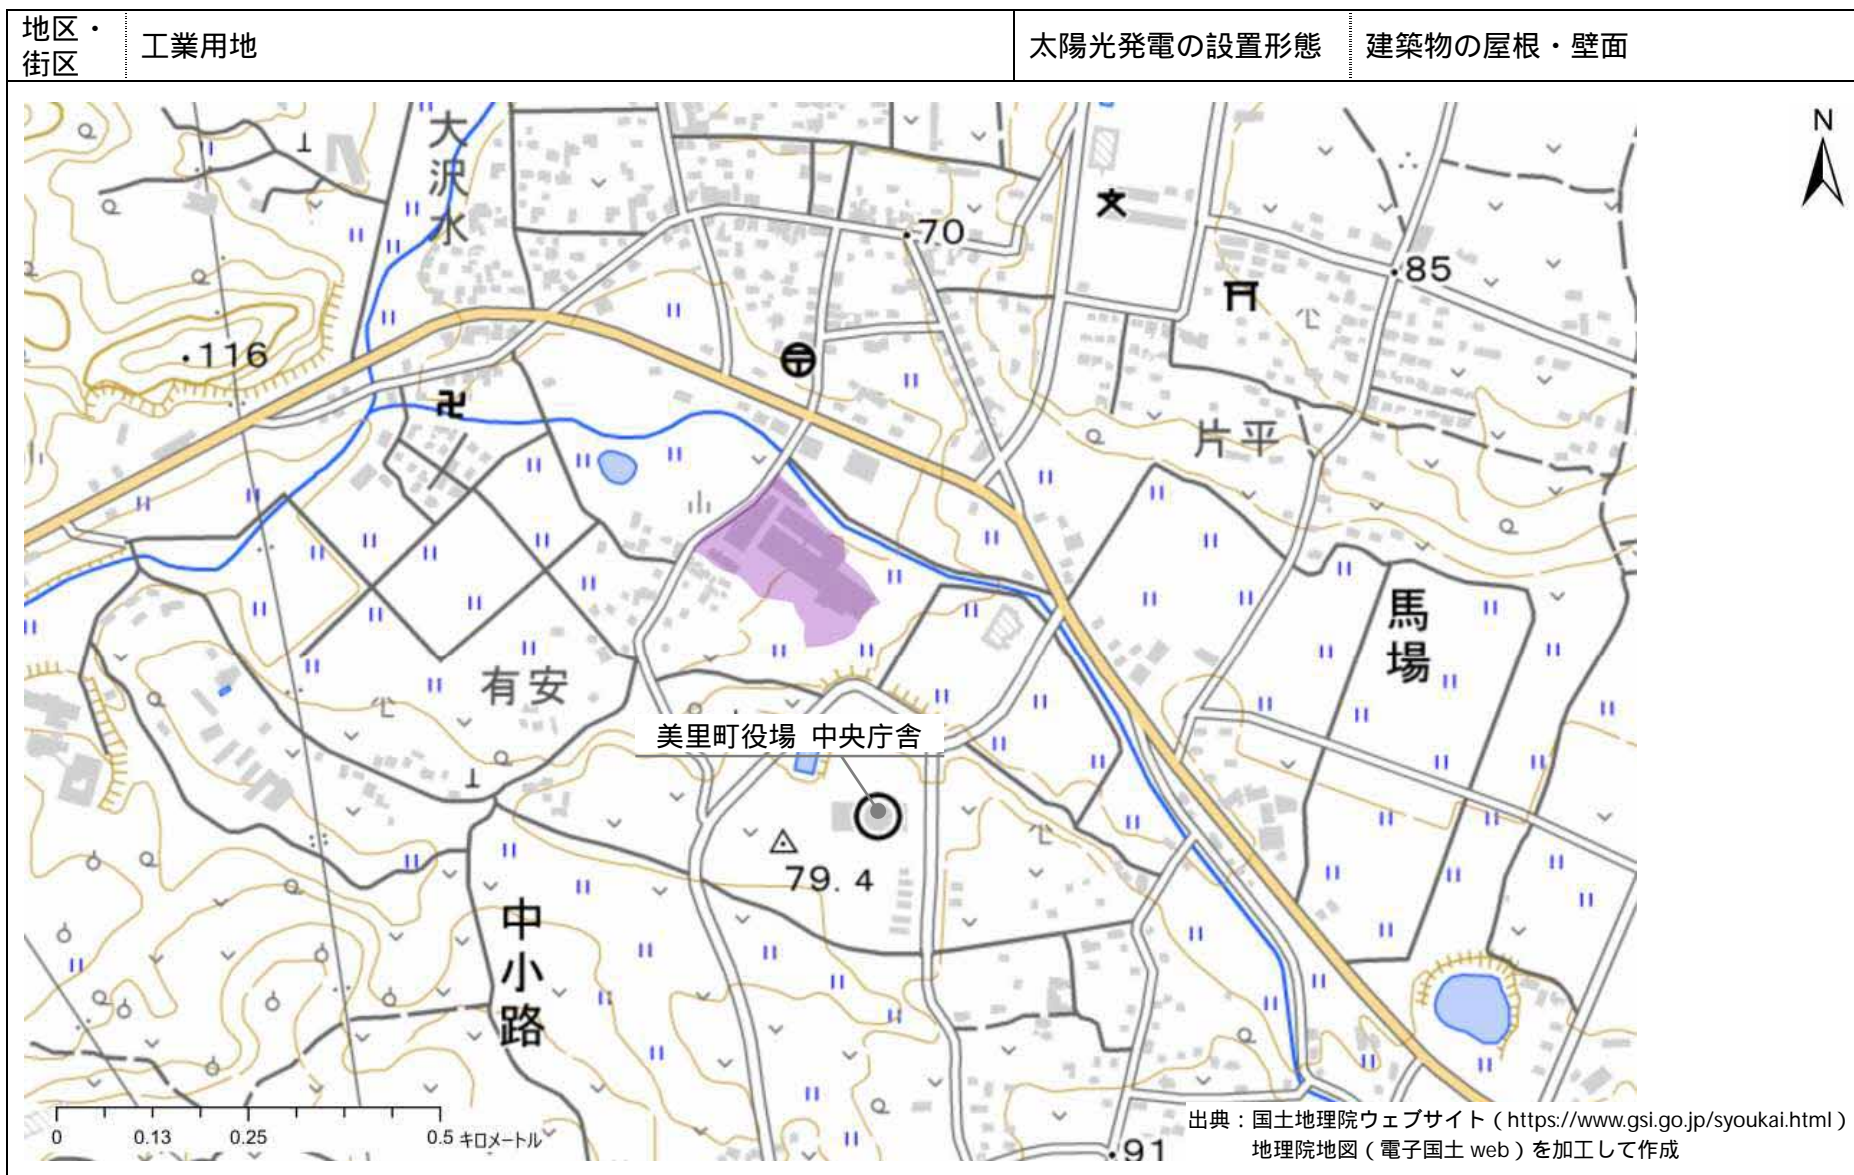 地区・
街区
工業用地
太陽光発電の設置形態
建築物の屋根・壁面
N
大沢水
70
85
116
片平
馬場
有安
美里町役場 中央庁舎
79.4
中小路
0 0.13 0.25 0.5 キロメートル
91
出典：国土地理院ウェブサイト（https://www.gsi.go.jp/syoukai.html）
地理院地図（電子国土 web）を加工して作成